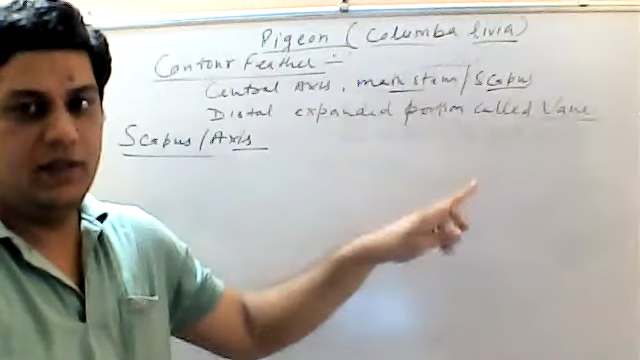 Pigeon (Columba livia)
Contour Feather :-
Central Axis, main stem/Scapus
Distal expanded portion called Vane
Scapus/Axis